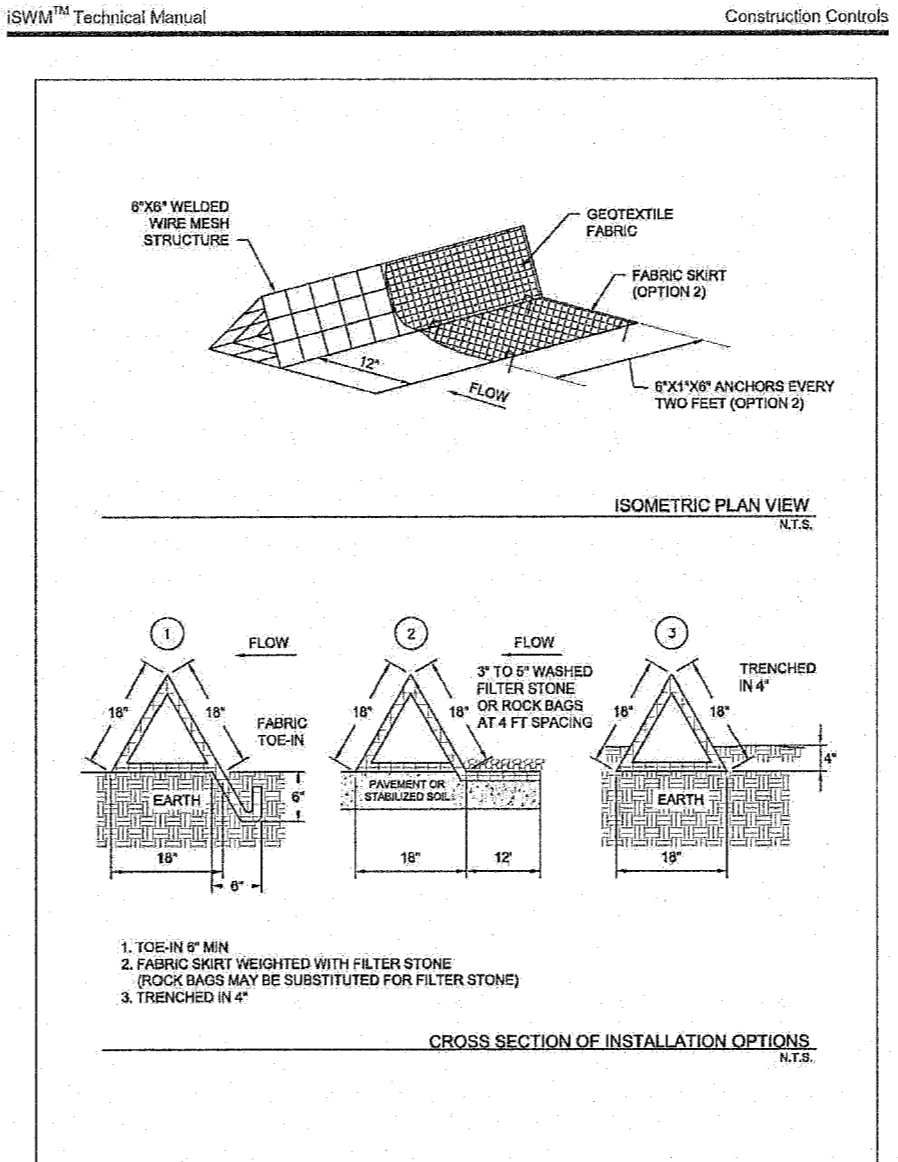 iSWM™ Technical Manual
Construction Controls
6"X6" WELDED
WIRE MESH
STRUCTURE
GEOTEXTILE
FABRIC
FABRIC SKIRT
(OPTION 2)
12"
FLOW
6"X1"X6" ANCHORS EVERY
TWO FEET (OPTION 2)
ISOMETRIC PLAN VIEW
N.T.S.
1
FLOW
18"
18"
FABRIC
TOE-IN
EARTH
6"
18"
6"
2
FLOW
3" TO 5" WASHED
FILTER STONE
OR ROCK BAGS
AT 4 FT SPACING
18"
18"
PAVEMENT OR
STABILIZED SOIL
18"
12'
3
TRENCHED
IN 4"
18"
18"
4"
EARTH
18"
1. TOE-IN 6" MIN
2. FABRIC SKIRT WEIGHTED WITH FILTER STONE
(ROCK BAGS MAY BE SUBSTITUTED FOR FILTER STONE)
3. TRENCHED IN 4"
CROSS SECTION OF INSTALLATION OPTIONS
N.T.S.